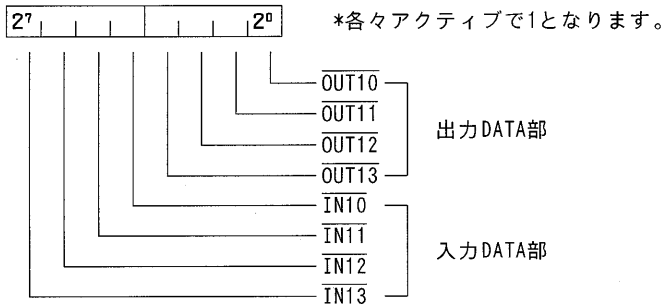 2⁷ 2⁰ *各々アクティブで1となります。
OUT10
OUT11
OUT12
OUT13
出力DATA部
IN10
IN11
IN12
IN13
入力DATA部